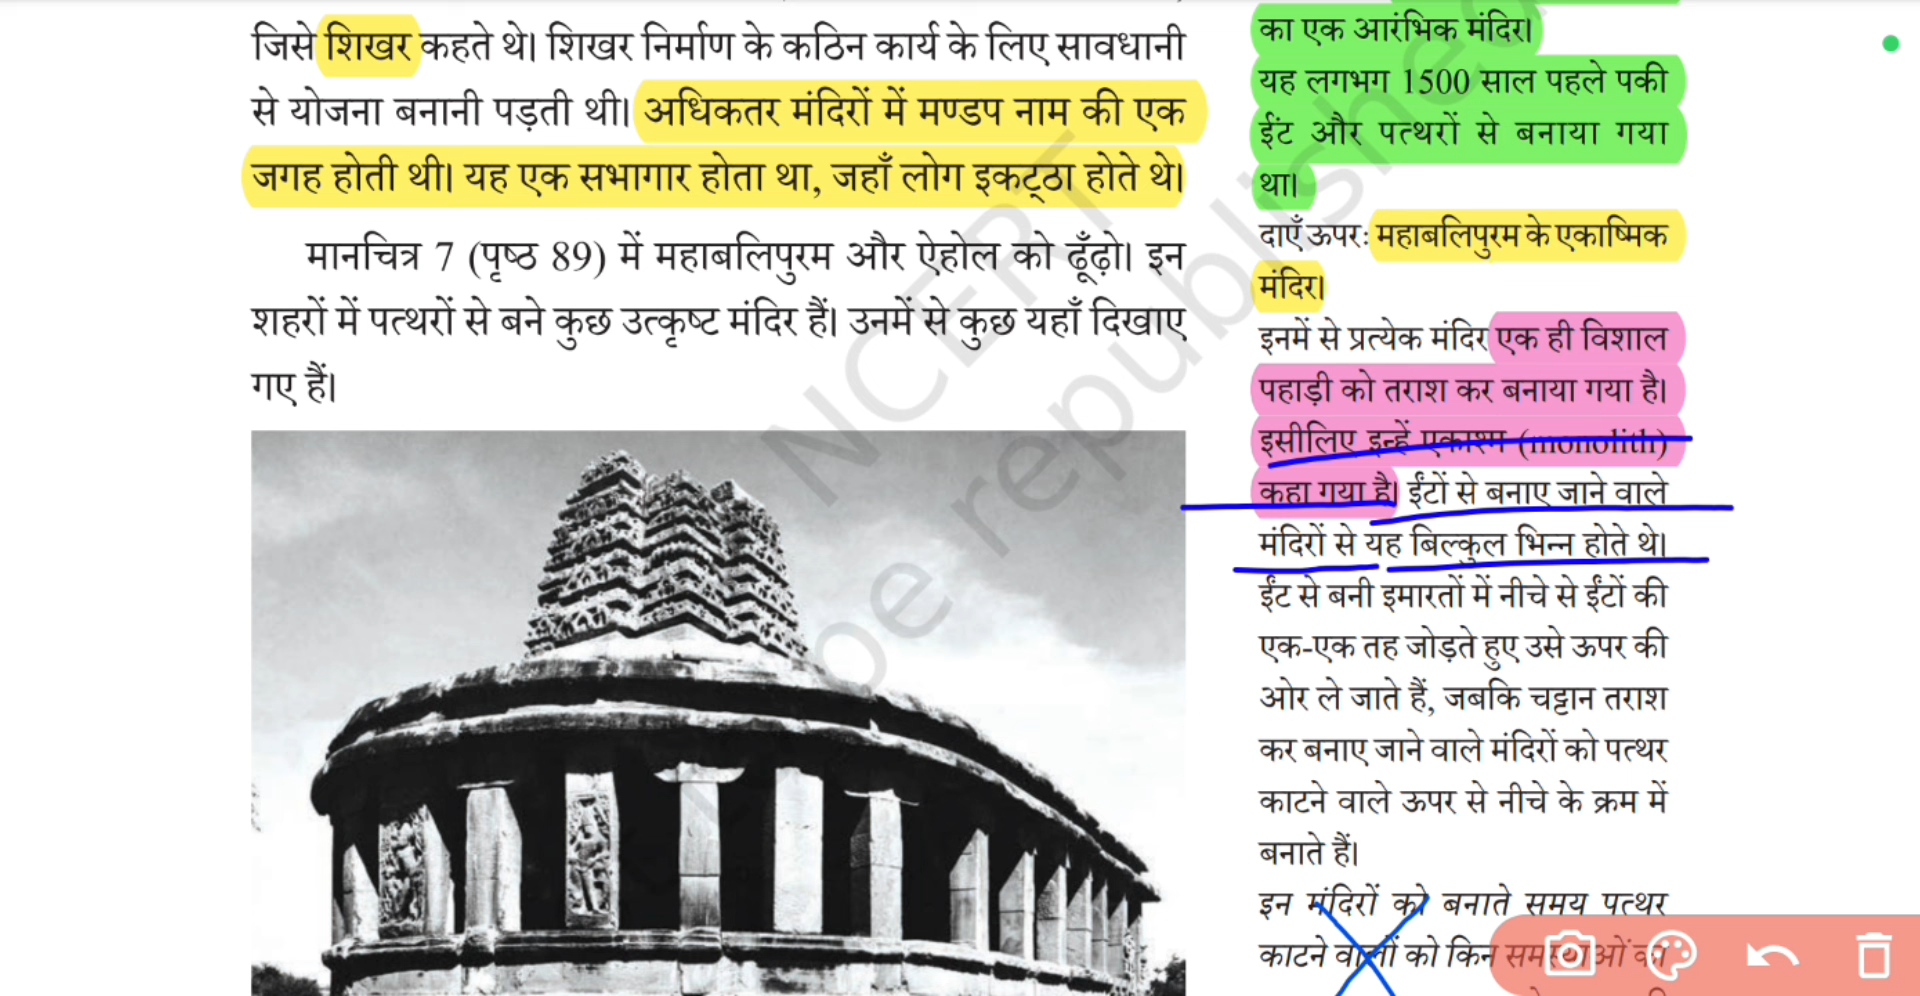 जिसे शिखर कहते थे। शिखर निर्माण के कठिन कार्य के लिए सावधानी
से योजना बनानी पड़ती थी। अधिकतर मंदिरों में मण्डप नाम की एक
जगह होती थी। यह एक सभागार होता था, जहाँ लोग इकट्ठा होते थे।
मानचित्र 7 (पृष्ठ 89) में महाबलिपुरम और ऐहोल को ढूँढ़ो। इन
शहरों में पत्थरों से बने कुछ उत्कृष्ट मंदिर हैं। उनमें से कुछ यहाँ दिखाए
गए हैं।
का एक आरंभिक मंदिर।
यह लगभग 1500 साल पहले पकी
ईंट और पत्थरों से बनाया गया
था।
दाएँ ऊपर: महाबलिपुरम के एकाष्मिक
मंदिर।
इनमें से प्रत्येक मंदिर एक ही विशाल
पहाड़ी को तराश कर बनाया गया है।
इसीलिए इन्हें एकाश्म (monolith)
कहा गया है। ईंटों से बनाए जाने वाले
मंदिरों से यह बिल्कुल भिन्न होते थे।
ईंट से बनी इमारतों में नीचे से ईंटों की
एक-एक तह जोड़ते हुए उसे ऊपर की
ओर ले जाते हैं, जबकि चट्टान तराश
कर बनाए जाने वाले मंदिरों को पत्थर
काटने वाले ऊपर से नीचे के क्रम में
बनाते हैं।
इन मंदिरों को बनाते समय पत्थर
काटने वालों को किन समस्याओं का
NCERT
be republished